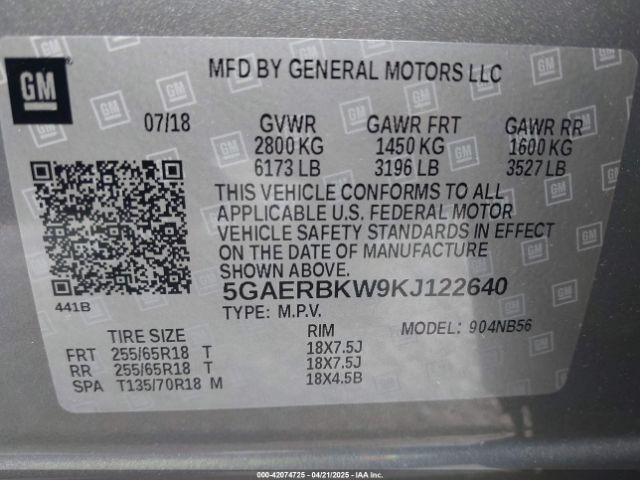 GM
MFD BY GENERAL MOTORS LLC
07/18 GVWR GAWR FRT GAWR RR
2800 KG 1450 KG 1600 KG
6173 LB 3196 LB 3527 LB
THIS VEHICLE CONFORMS TO ALL
APPLICABLE U.S. FEDERAL MOTOR
VEHICLE SAFETY STANDARDS IN EFFECT
ON THE DATE OF MANUFACTURE
SHOWN ABOVE.
441B
5GAERBKW9KJ122640
TYPE: M.P.V. MODEL: 904NB56
TIRE SIZE RIM
FRT 255/65R18 T 18X7.5J
RR 255/65R18 T 18X7.5J
SPA T135/70R18 M 18X4.5B
000-42074725 - 04/21/2025 - IAA Inc.